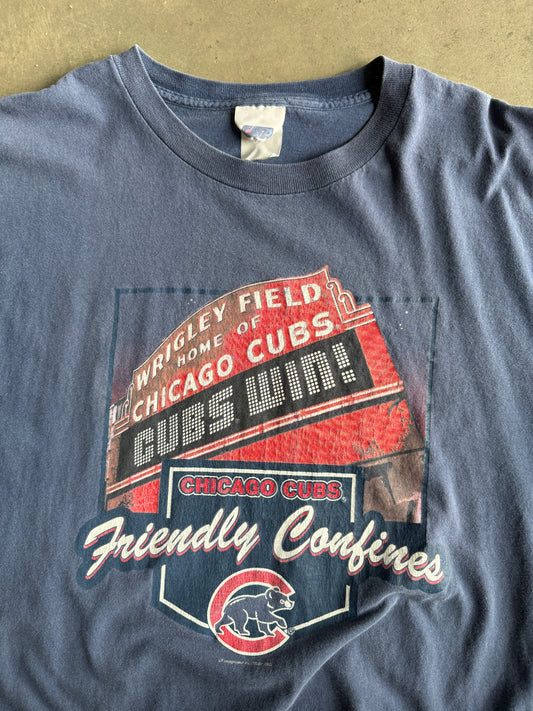 WRIGLEY FIELD
HOME OF
CHICAGO CUBS
CUBS WIN!
CHICAGO CUBS
Friendly Confines